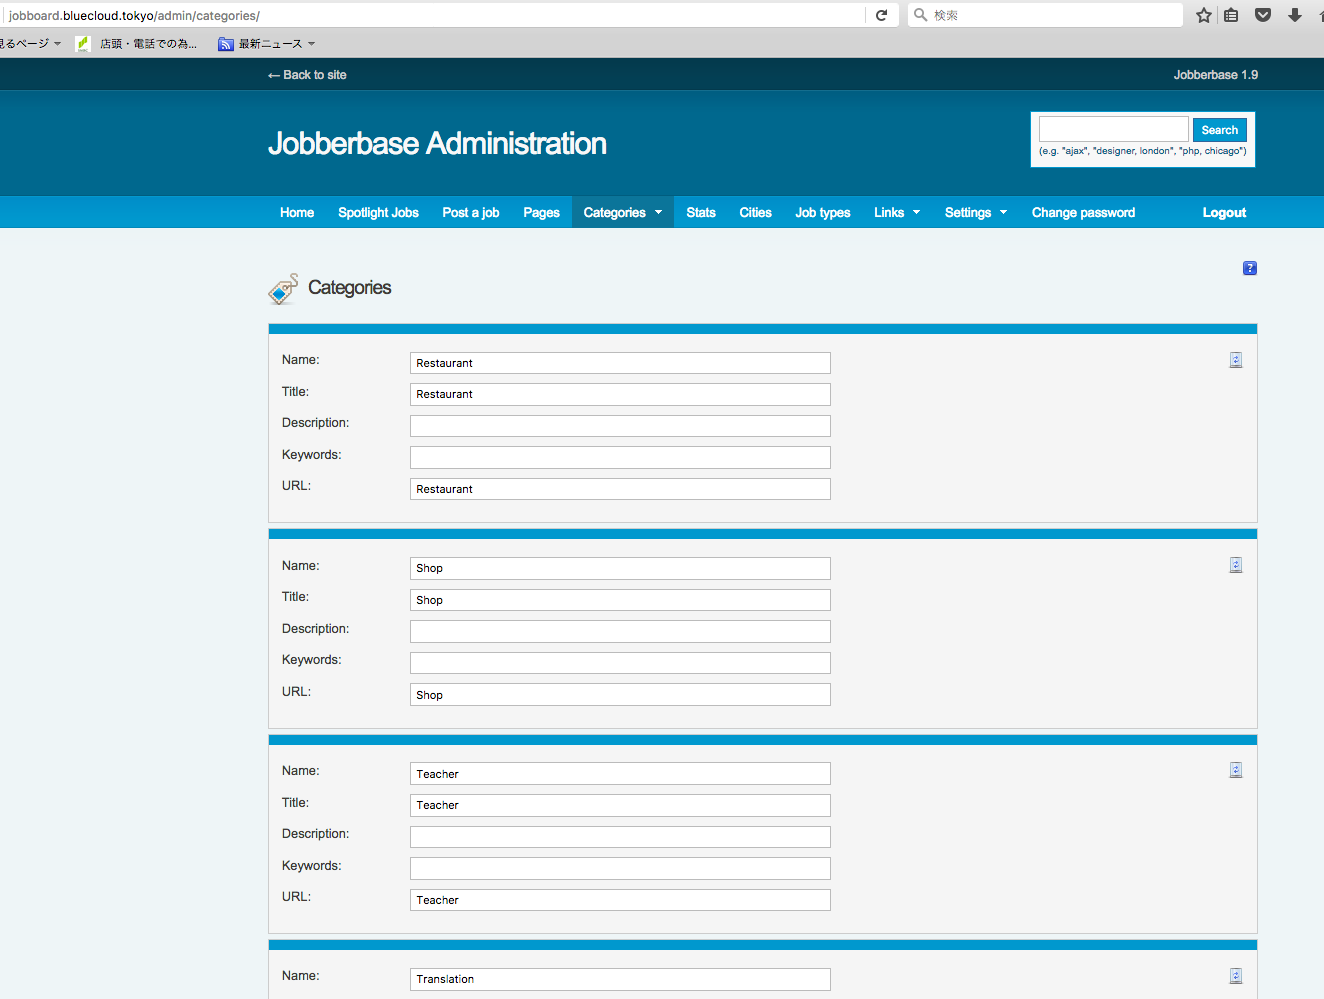 jobboard.bluecloud.tokyo/admin/categories/
検索
見るページ 店頭・電話での為... 最新ニュース
← Back to site Jobberbase 1.9
Jobberbase Administration
Search
(e.g. "ajax", "designer, london", "php, chicago")
Home Spotlight Jobs Post a job Pages Categories Stats Cities Job types Links Settings Change password Logout
?
Categories
Name: Restaurant
Title: Restaurant
Description:
Keywords:
URL: Restaurant
Name: Shop
Title: Shop
Description:
Keywords:
URL: Shop
Name: Teacher
Title: Teacher
Description:
Keywords:
URL: Teacher
Name: Translation